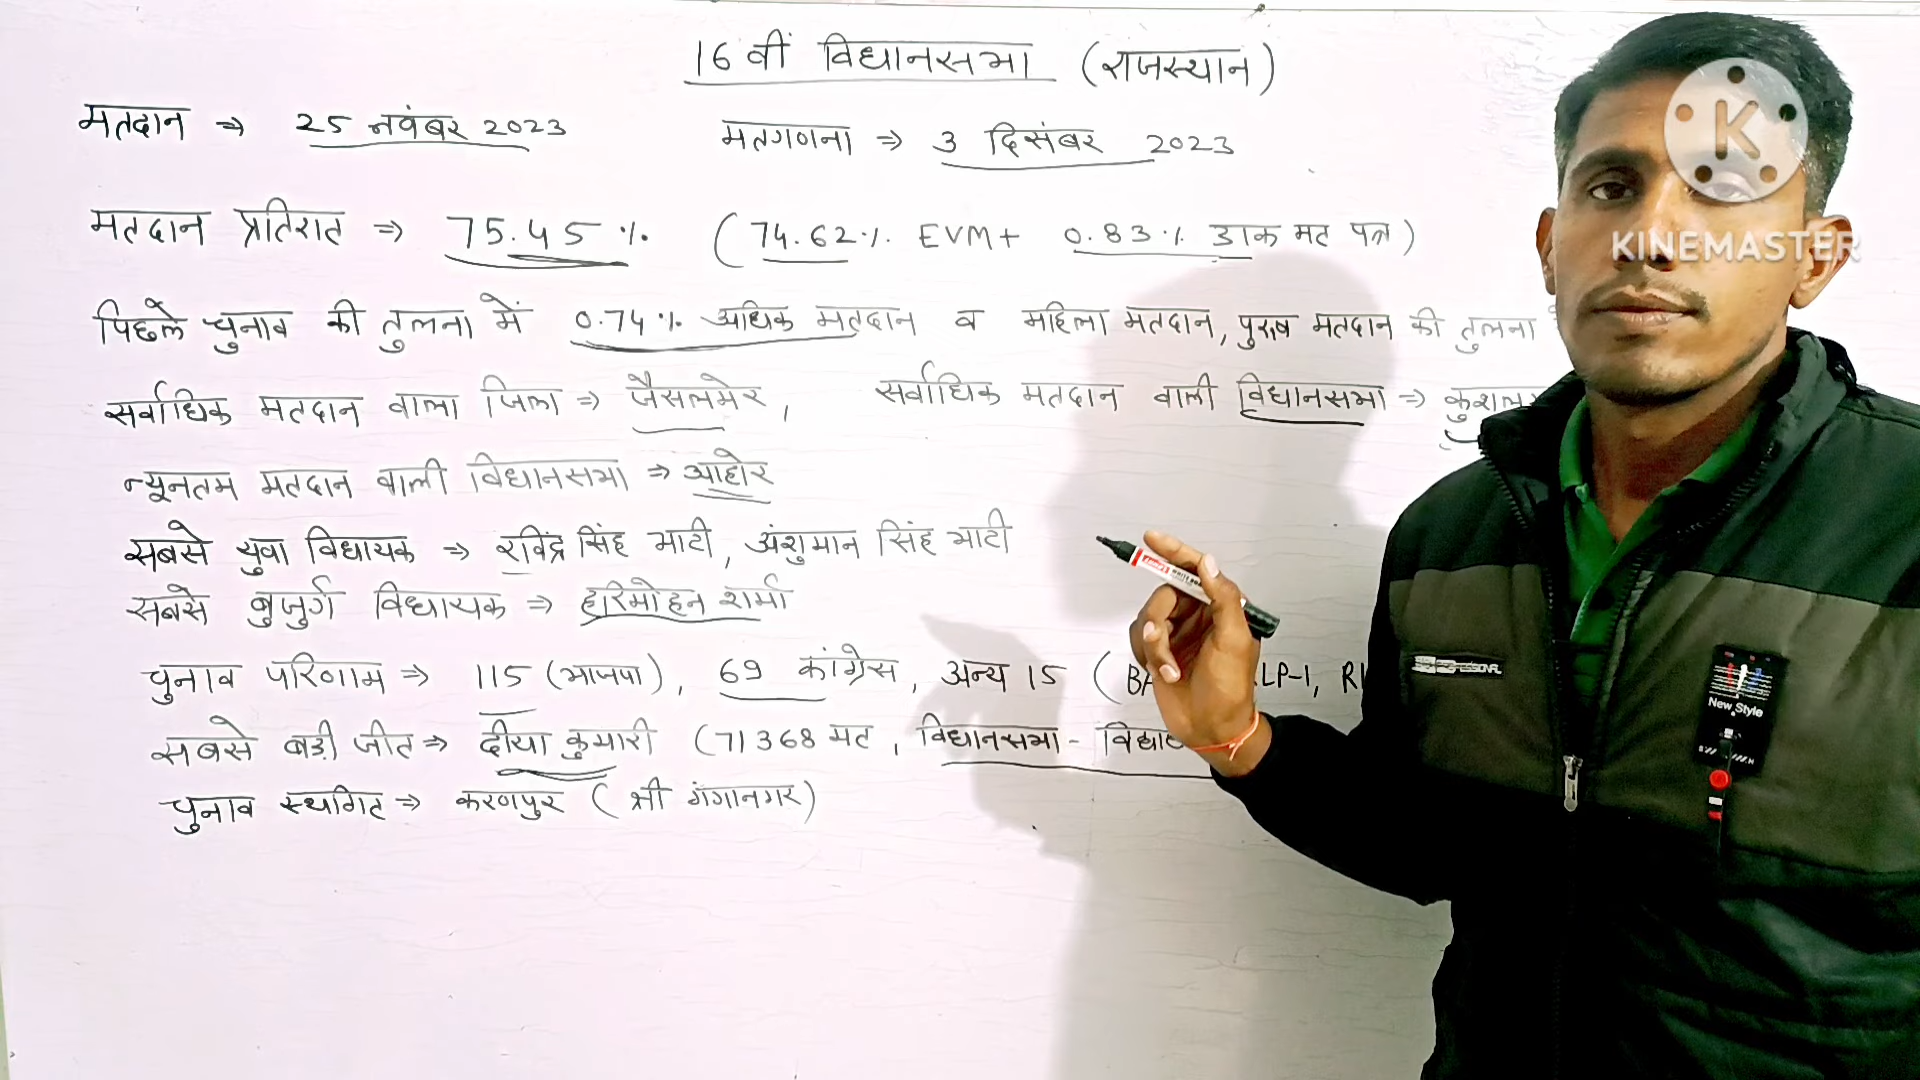 16 वीं विधानसभा (राजस्थान)
मतदान ⇒ 25 नवंबर 2023 मतगणना ⇒ 3 दिसंबर 2023
मतदान प्रतिशत ⇒ 75.45 % (74.62 % EVM + 0.83 % डाक मत पत्र)
पिछले चुनाव की तुलना में 0.74 % अधिक मतदान व महिला मतदान, पुरुष मतदान की तुलना
सर्वाधिक मतदान वाला जिला ⇒ जैसलमेर, सर्वाधिक मतदान वाली विधानसभा ⇒
न्यूनतम मतदान वाली विधानसभा ⇒ आहोर
सबसे युवा विधायक ⇒ रविंद्र सिंह भाटी, अंशुमान सिंह भाटी
सबसे बुजुर्ग विधायक ⇒ हरिमोहन शर्मा
चुनाव परिणाम ⇒ 115 (भाजपा), 69 कांग्रेस, अन्य 15 (
सबसे बड़ी जीत ⇒ दीया कुमारी (71368 मत, विधानसभा -
चुनाव स्थगित ⇒ करणपुर (श्री गंगानगर)
K
KINEMASTER
New Style